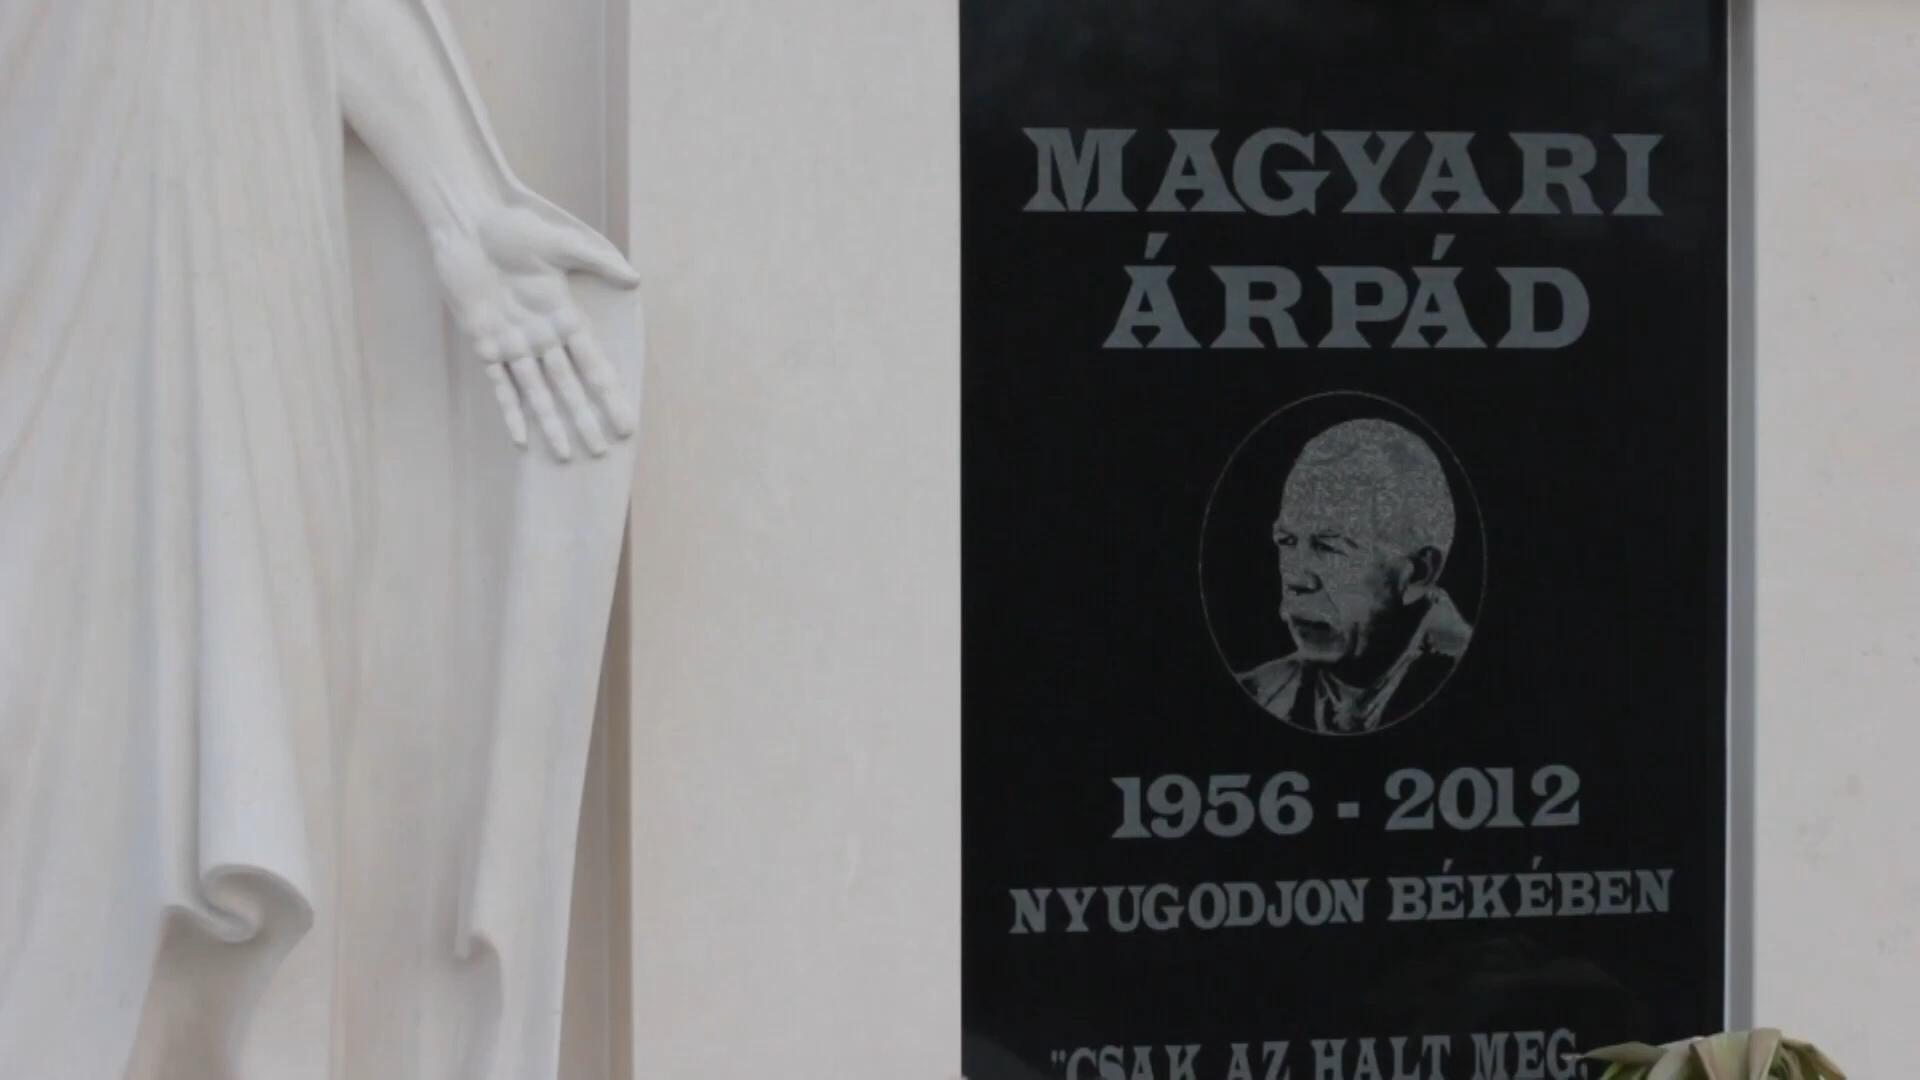 MAGYARI
ÁRPÁD
1956 - 2012
NYUGODJON BÉKÉBEN
"CSAK AZ HALT MEG,